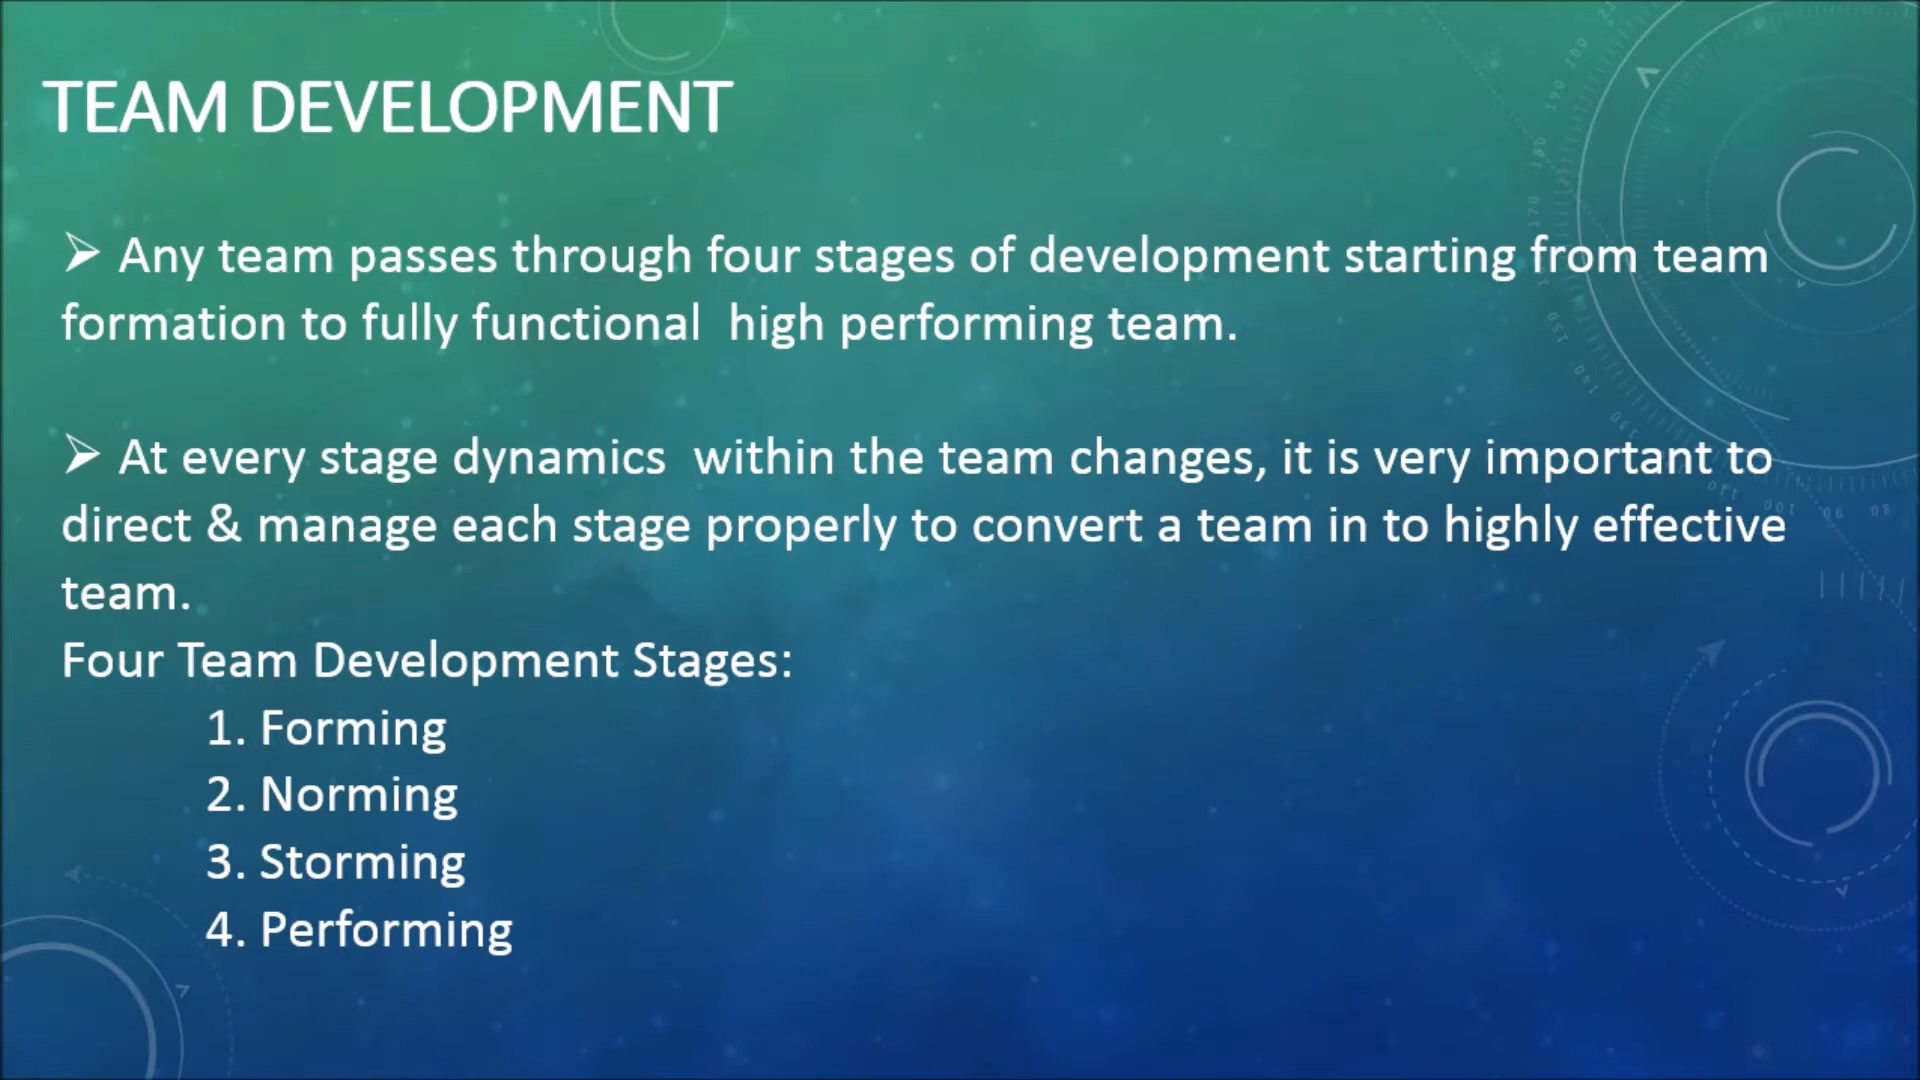 TEAM DEVELOPMENT
➢ Any team passes through four stages of development starting from team
formation to fully functional  high performing team.
➢ At every stage dynamics  within the team changes, it is very important to
direct & manage each stage properly to convert a team in to highly effective
team.
Four Team Development Stages:
1. Forming
2. Norming
3. Storming
4. Performing